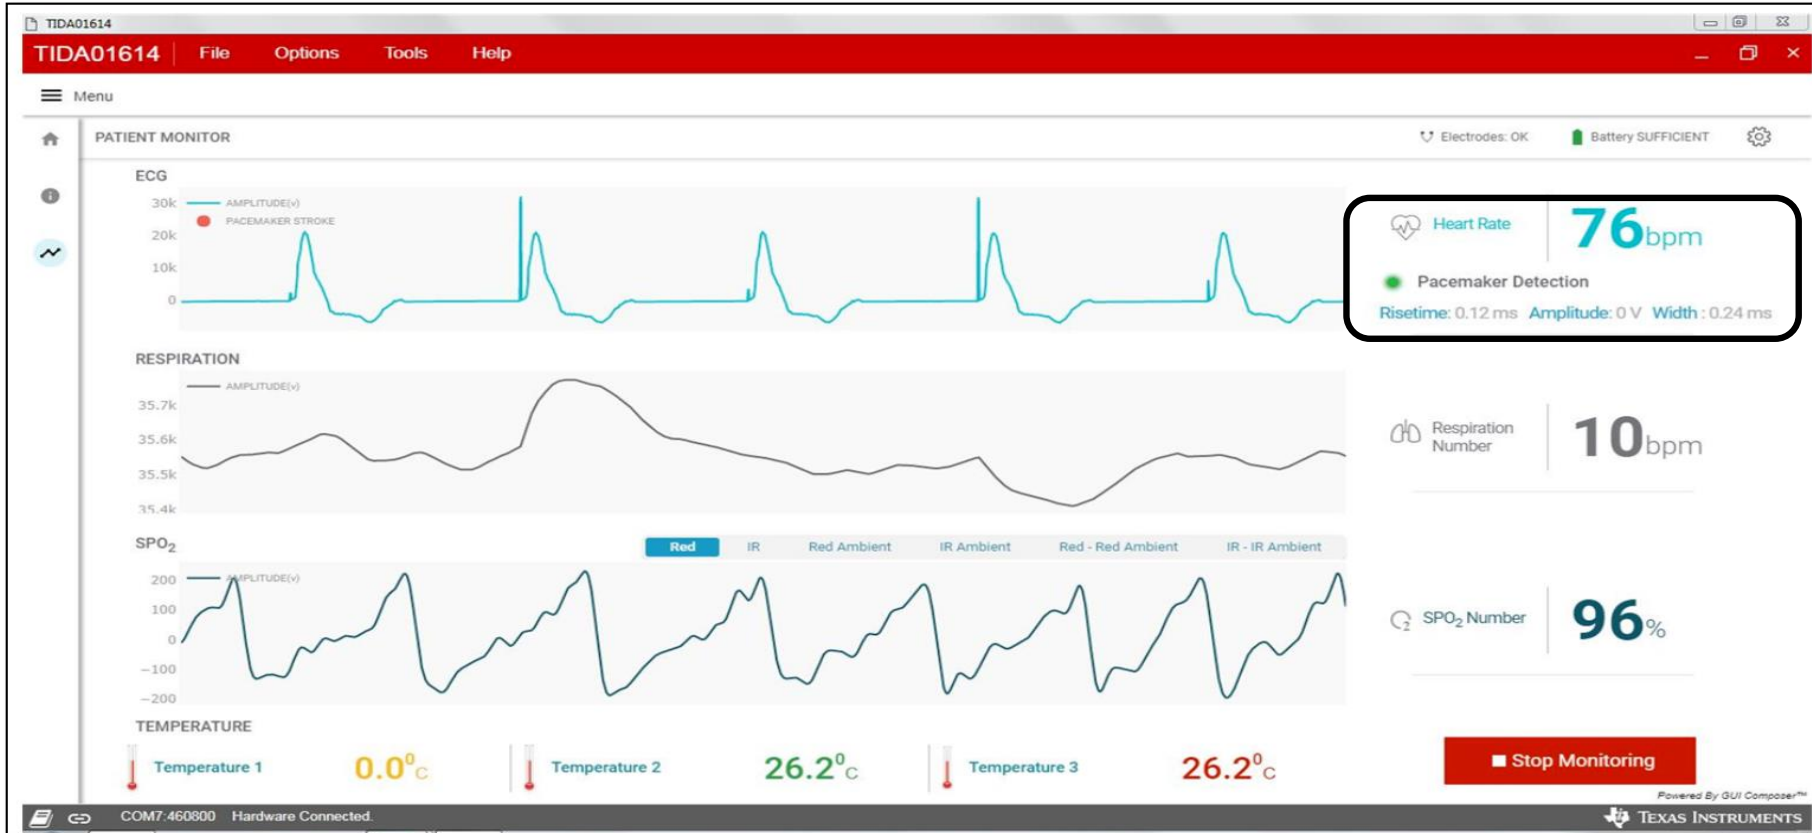 TIDA01614
TIDA01614 File Options Tools Help
Menu
PATIENT MONITOR Electrodes: OK Battery SUFFICIENT
ECG
30k AMPLITUDE(v)
PACEMAKER STROKE
20k
10k
0
Heart Rate 76bpm
Pacemaker Detection
Risetime: 0.12 ms Amplitude: 0 V Width : 0.24 ms
RESPIRATION
AMPLITUDE(v)
35.7k
35.6k
35.5k
35.4k
Respiration
Number
10bpm
SPO2
Red IR Red Ambient IR Ambient Red - Red Ambient IR - IR Ambient
200 AMPLITUDE(v)
100
0
−100
−200
SPO2 Number 96%
TEMPERATURE
Temperature 1 0.0⁰C Temperature 2 26.2⁰C Temperature 3 26.2⁰C
Stop Monitoring
Powered By GUI Composer™
COM7:460800 Hardware Connected. TEXAS INSTRUMENTS